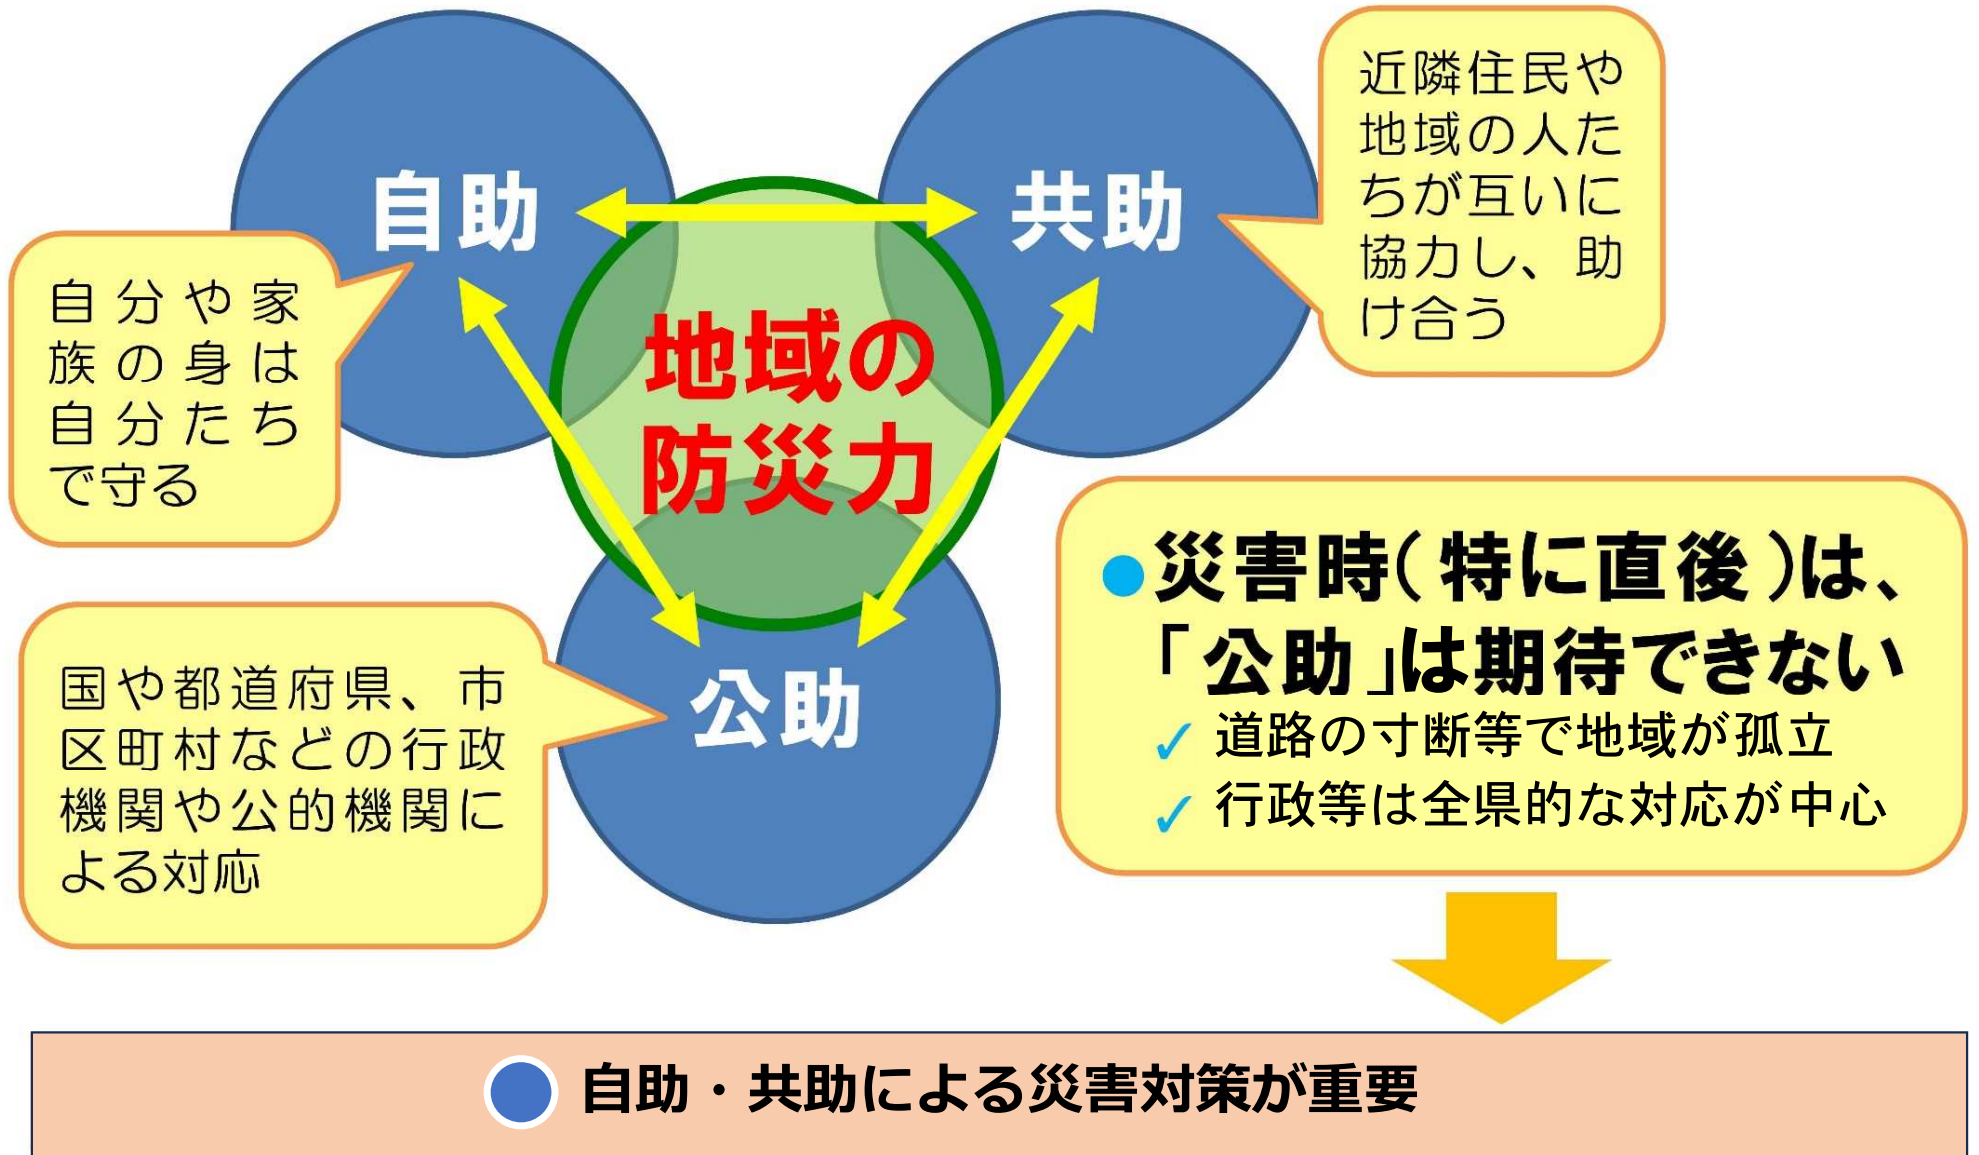 自助
共助
近隣住民や
地域の人た
ちが互いに
協力し、助
け合う
自分や家
族の身は
自分たち
で守る
地域の
防災力
公助
国や都道府県、市
区町村などの行政
機関や公的機関に
よる対応
●災害時(特に直後)は、
「公助」は期待できない
✓ 道路の寸断等で地域が孤立
✓ 行政等は全県的な対応が中心
自助・共助による災害対策が重要